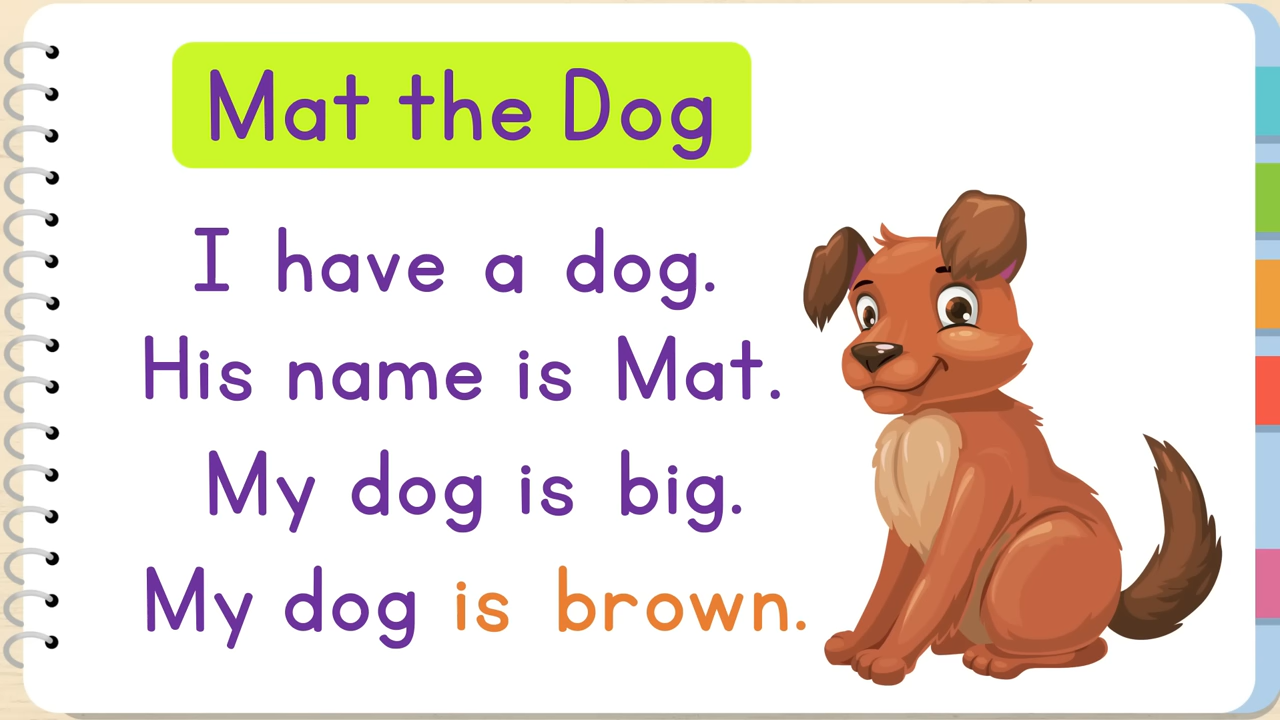 Mat the Dog
I have a dog.
His name is Mat.
My dog is big.
My dog is brown.